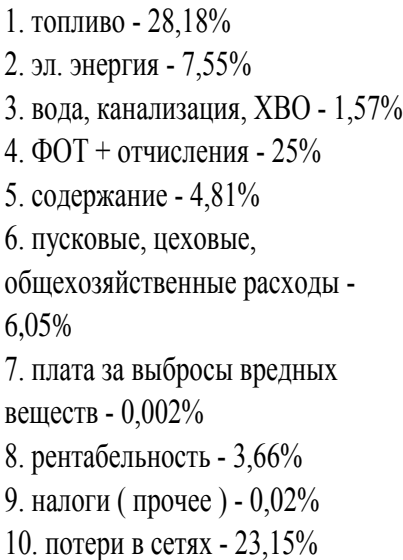 1. топливо - 28,18%
2. эл. энергия - 7,55%
3. вода, канализация, ХВО - 1,57%
4. ФОТ + отчисления - 25%
5. содержание - 4,81%
6. пусковые, цеховые,
общехозяйственные расходы -
6,05%
7. плата за выбросы вредных
веществ - 0,002%
8. рентабельность - 3,66%
9. налоги ( прочее ) - 0,02%
10. потери в сетях - 23,15%